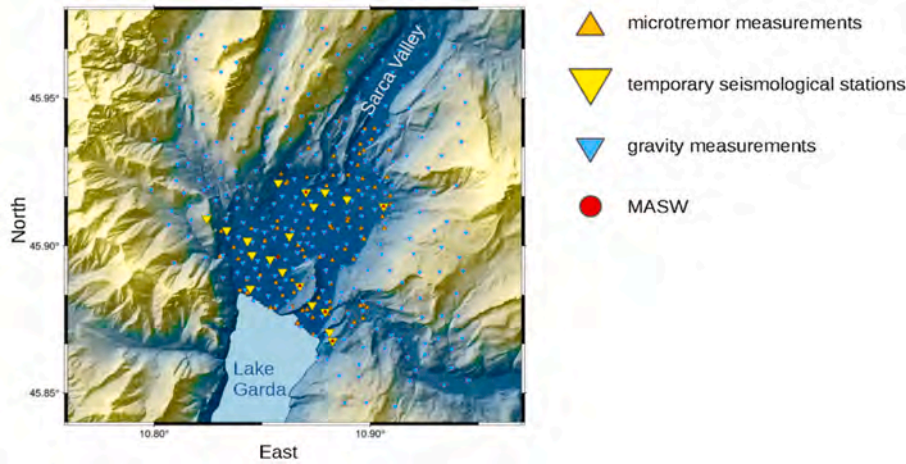 Sarca Valley
45.95°
45.90°
45.85°
North
Lake
Garda
10.80°
10.90°
East
microtremor measurements
temporary seismological stations
gravity measurements
MASW